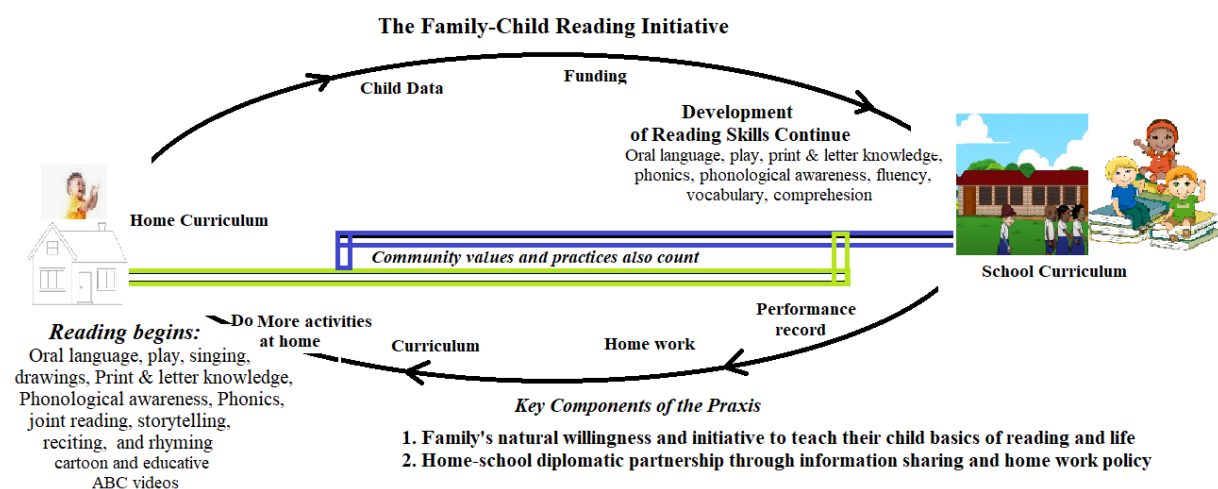 The Family-Child Reading Initiative
Child Data
Funding
Development
of Reading Skills Continue
Oral language, play, print & letter knowledge,
phonics, phonological awareness, fluency,
vocabulary, comprehesion
Home Curriculum
Community values and practices also count
School Curriculum
Reading begins:
Oral language, play, singing,
drawings, Print & letter knowledge,
Phonological awareness, Phonics,
joint reading, storytelling,
reciting, and rhyming
cartoon and educative
ABC videos
Do More activities
at home
Curriculum
Home work
Performance
record
Key Components of the Praxis
1. Family's natural willingness and initiative to teach their child basics of reading and life
2. Home-school diplomatic partnership through information sharing and home work policy